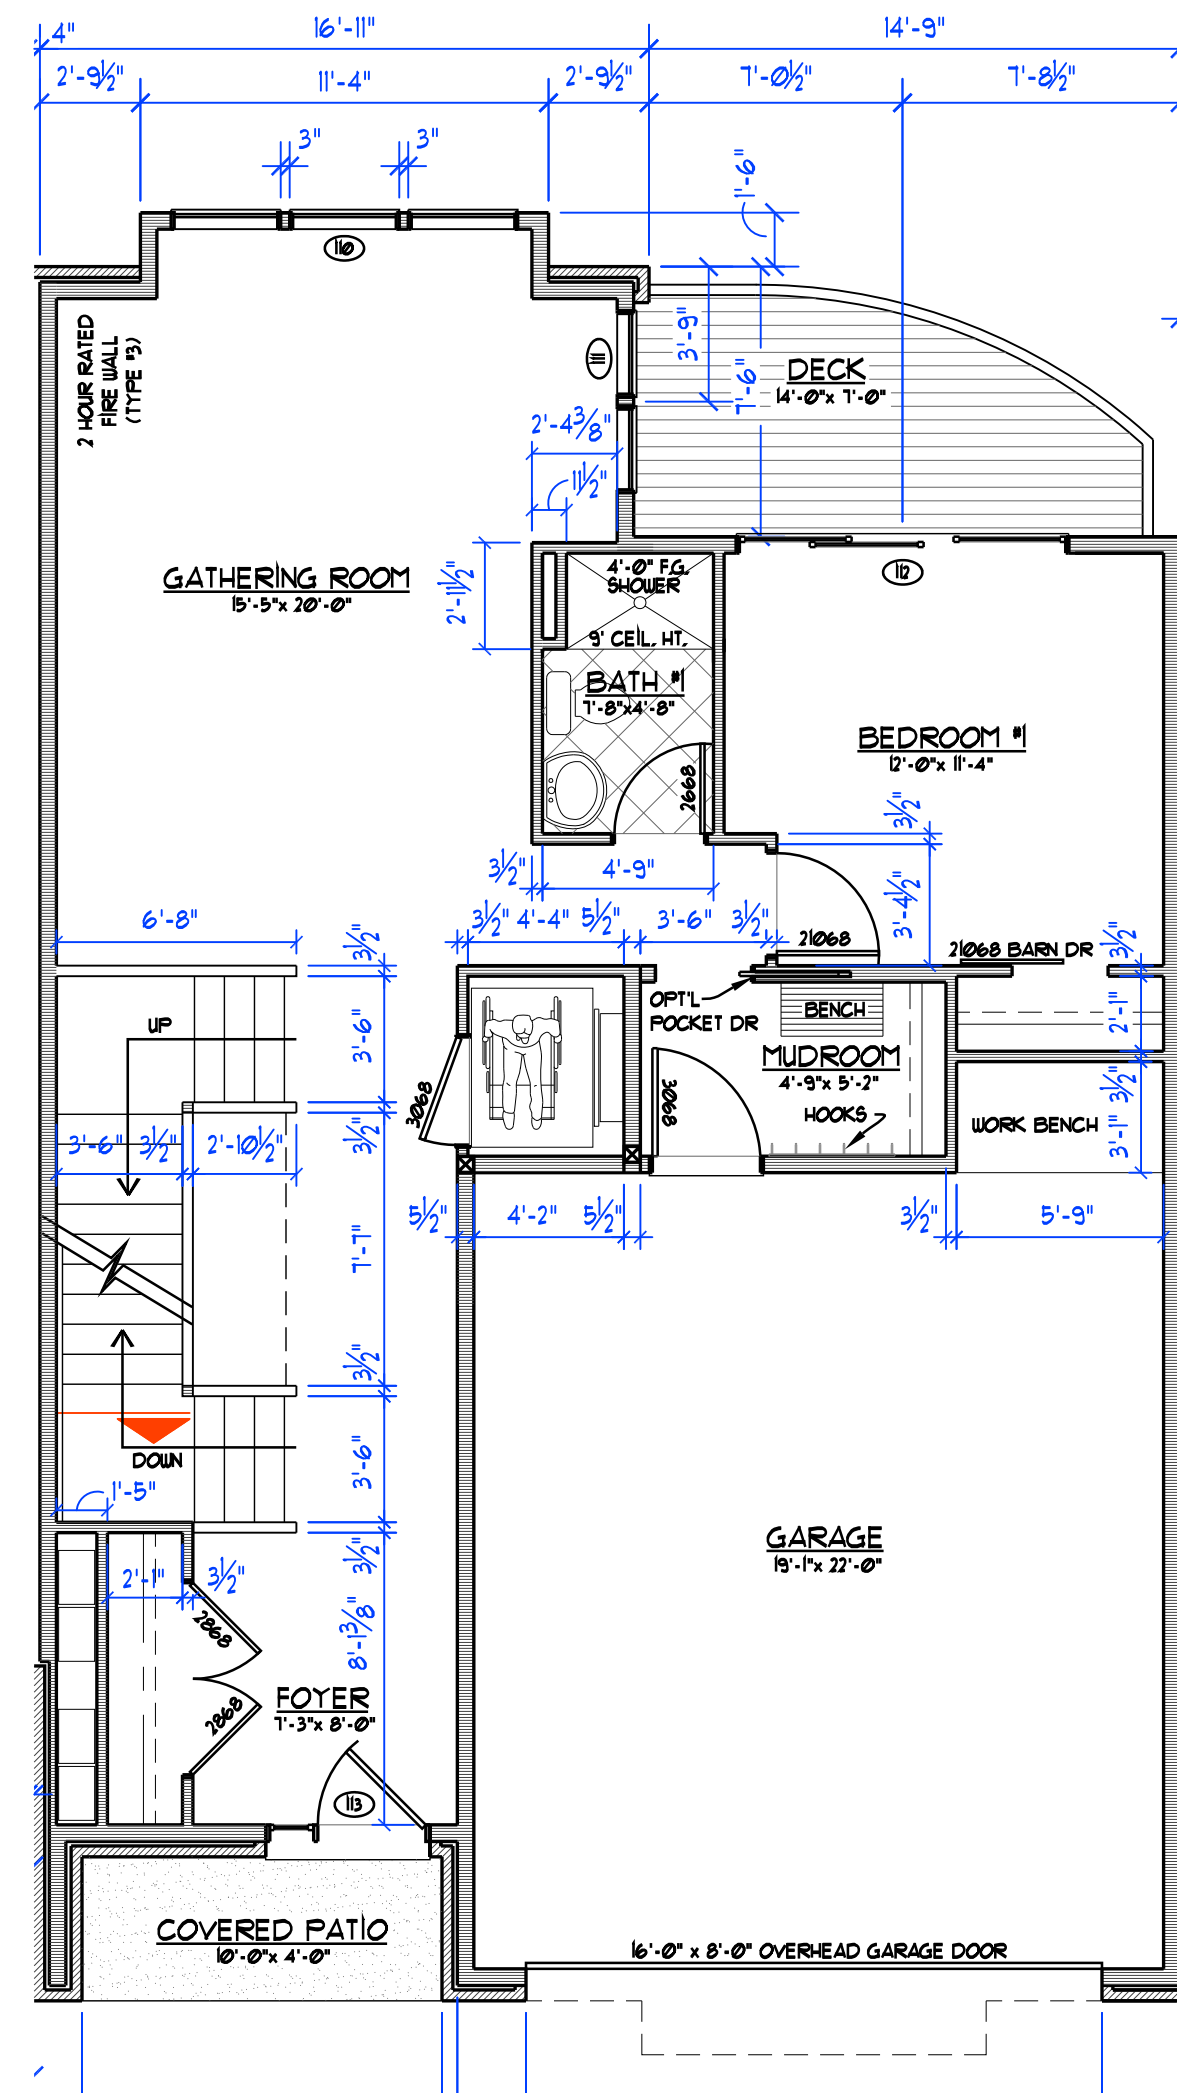 4"
16'-11"
14'-9"
2'-9½"
11'-4"
2'-9½"
7'-0½"
7'-8½"
3"
3"
1'-6"
110
2 HOUR RATED
FIRE WALL
(TYPE #3)
111
3'-9"
7'-6"
DECK
14'-0"x 7'-0"
2'-4⅜"
11½"
GATHERING ROOM
15'-5"x 20'-0"
2'-11½"
4'-0" F.G.
SHOWER
9' CEIL. HT.
112
BATH #1
7'-8"x4'-8"
2668
BEDROOM #1
12'-0"x 11'-4"
3½"
3½"
4'-9"
3'-4½"
6'-8"
3½"
3½"
4'-4"
5½"
3'-6"
3½"
21068
21068 BARN DR
3½"
UP
3'-6"
OPT'L
POCKET DR
BENCH
2'-1"
MUDROOM
4'-9"x 5'-2"
3068
3068
HOOKS
3½"
WORK BENCH
3'-1"
3'-6"
3½"
2'-10½"
3½"
5½"
4'-2"
5½"
3½"
5'-9"
7'-7"
3½"
DOWN
3'-6"
1'-5"
3½"
2'-1"
3½"
GARAGE
19'-1"x 22'-0"
2868
8'-1⅜"
2868
FOYER
7'-3"x 8'-0"
113
COVERED PATIO
10'-0"x 4'-0"
16'-0" x 8'-0" OVERHEAD GARAGE DOOR